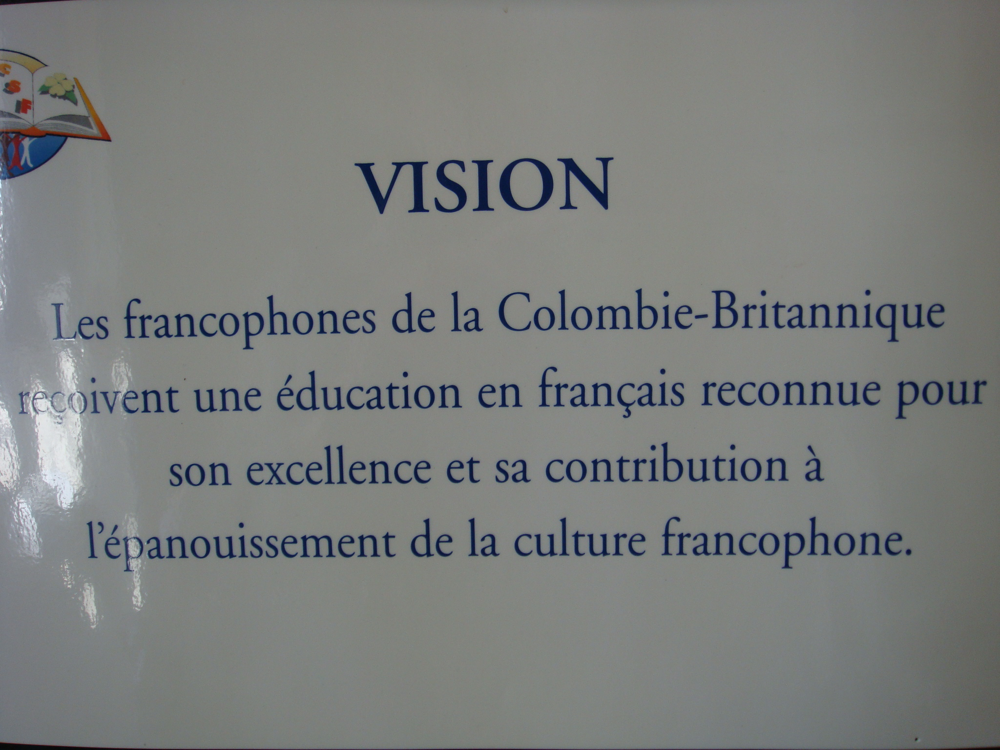 C
S
F
VISION
Les francophones de la Colombie-Britannique
reçoivent une éducation en français reconnue pour
son excellence et sa contribution à
l'épanouissement de la culture francophone.